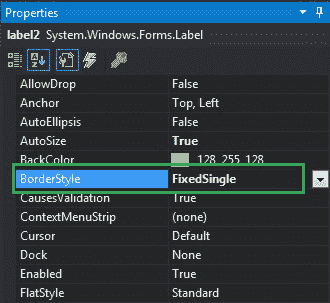 Properties
label2 System.Windows.Forms.Label
AllowDrop False
Anchor Top, Left
AutoEllipsis False
AutoSize True
BackColor 128, 255, 128
BorderStyle FixedSingle
CausesValidation True
ContextMenuStrip (none)
Cursor Default
Dock None
Enabled True
FlatStyle Standard